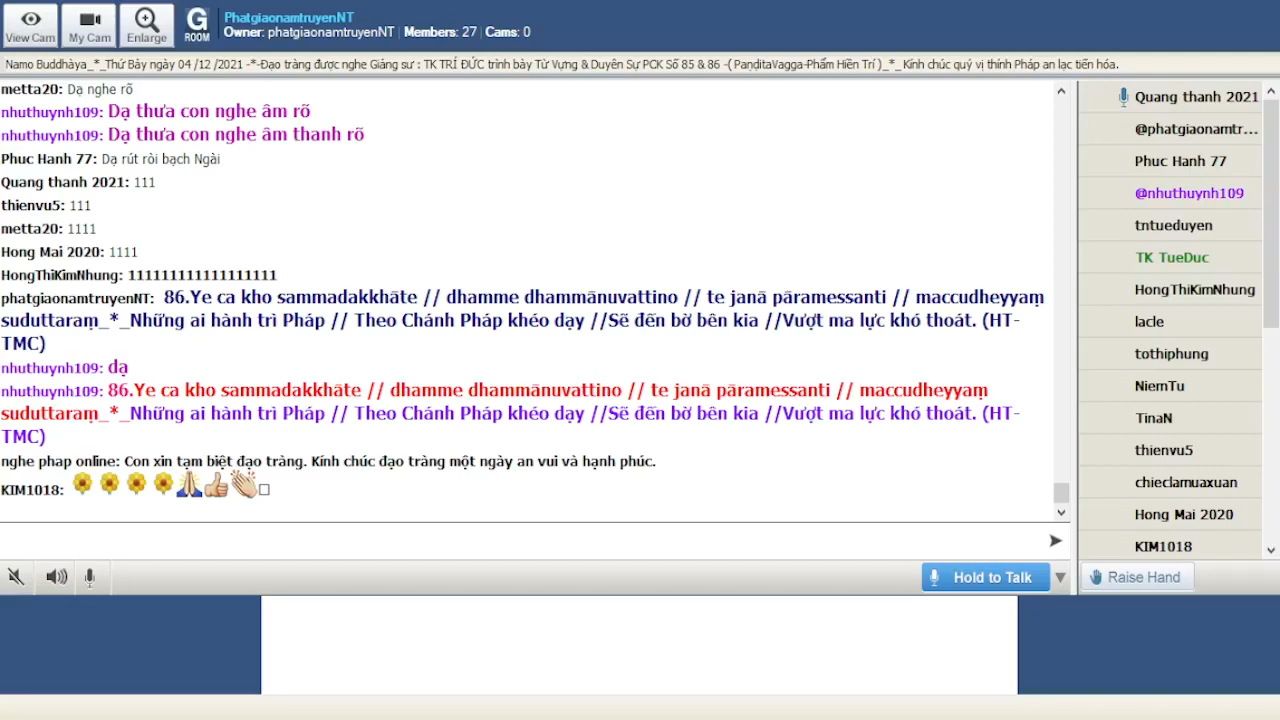 View Cam
My Cam
Enlarge
G
ROOM
PhatgiaonamtruyenNT
Owner: phatgiaonamtruyenNT | Members: 27 | Cams: 0
Namo Buddhàya_*_Thứ Bảy ngày 04 /12 /2021 -*-Đạo tràng được nghe Giảng sư : TK TRÍ ĐỨC trình bày Từ Vựng & Duyên Sự PCK Số 85 & 86 -( PaṇḍitaVagga-Phẩm Hiền Trí )_*_ Kính chúc quý vị thính Pháp an lạc tiến hóa.
metta20: Dạ nghe rõ
nhuthuynh109: Dạ thưa con nghe âm rõ
nhuthuynh109: Dạ thưa con nghe âm thanh rõ
Phuc Hanh 77: Dạ rút ròi bạch Ngài
Quang thanh 2021: 111
thienvu5: 111
metta20: 1111
Hong Mai 2020: 1111
HongThiKimNhung: 111111111111111111
phatgiaonamtruyenNT: 86.Ye ca kho sammadakkhāte // dhamme dhammānuvattino // te janā pāramessanti // maccudheyyaṃ
suduttaraṃ_*_Những ai hành trì Pháp // Theo Chánh Pháp khéo dạy //Sẽ đến bờ bên kia //Vượt ma lực khó thoát. (HT-
TMC)
nhuthuynh109: dạ
nhuthuynh109: 86.Ye ca kho sammadakkhāte // dhamme dhammānuvattino // te janā pāramessanti // maccudheyyaṃ
suduttaraṃ_*_Những ai hành trì Pháp // Theo Chánh Pháp khéo dạy //Sẽ đến bờ bên kia //Vượt ma lực khó thoát. (HT-
TMC)
nghe phap online: Con xin tạm biệt đạo tràng. Kính chúc đạo tràng một ngày an vui và hạnh phúc.
KIM1018:
Quang thanh 2021
@phatgiaonamtr...
Phuc Hanh 77
@nhuthuynh109
tntueduyen
TK TueDuc
HongThiKimNhung
lacle
tothiphung
NiemTu
TinaN
thienvu5
chieclamuaxuan
Hong Mai 2020
KIM1018
Hold to Talk
Raise Hand